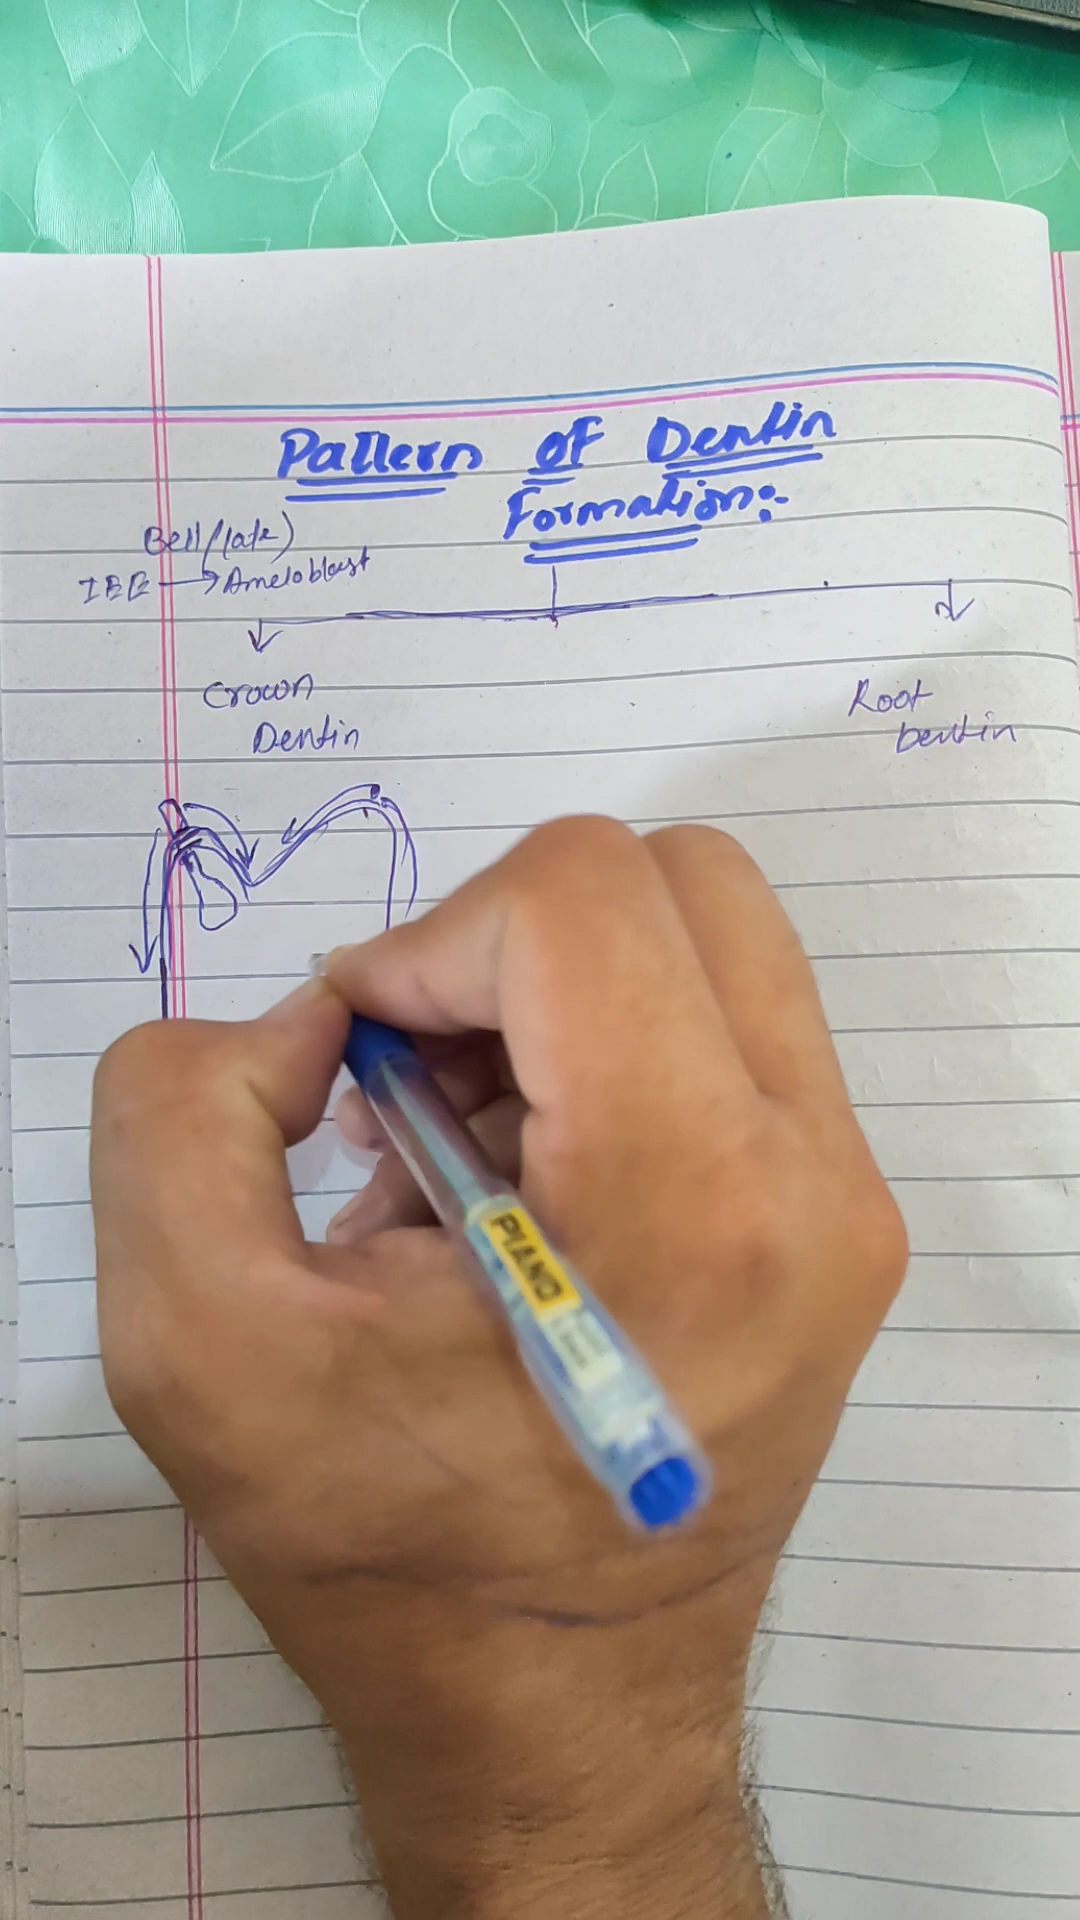 Pattern of Dentin
Formation:-
Bell (late)
IEE → Ameloblast
Crown
Dentin
Root
Dentin
PIANO